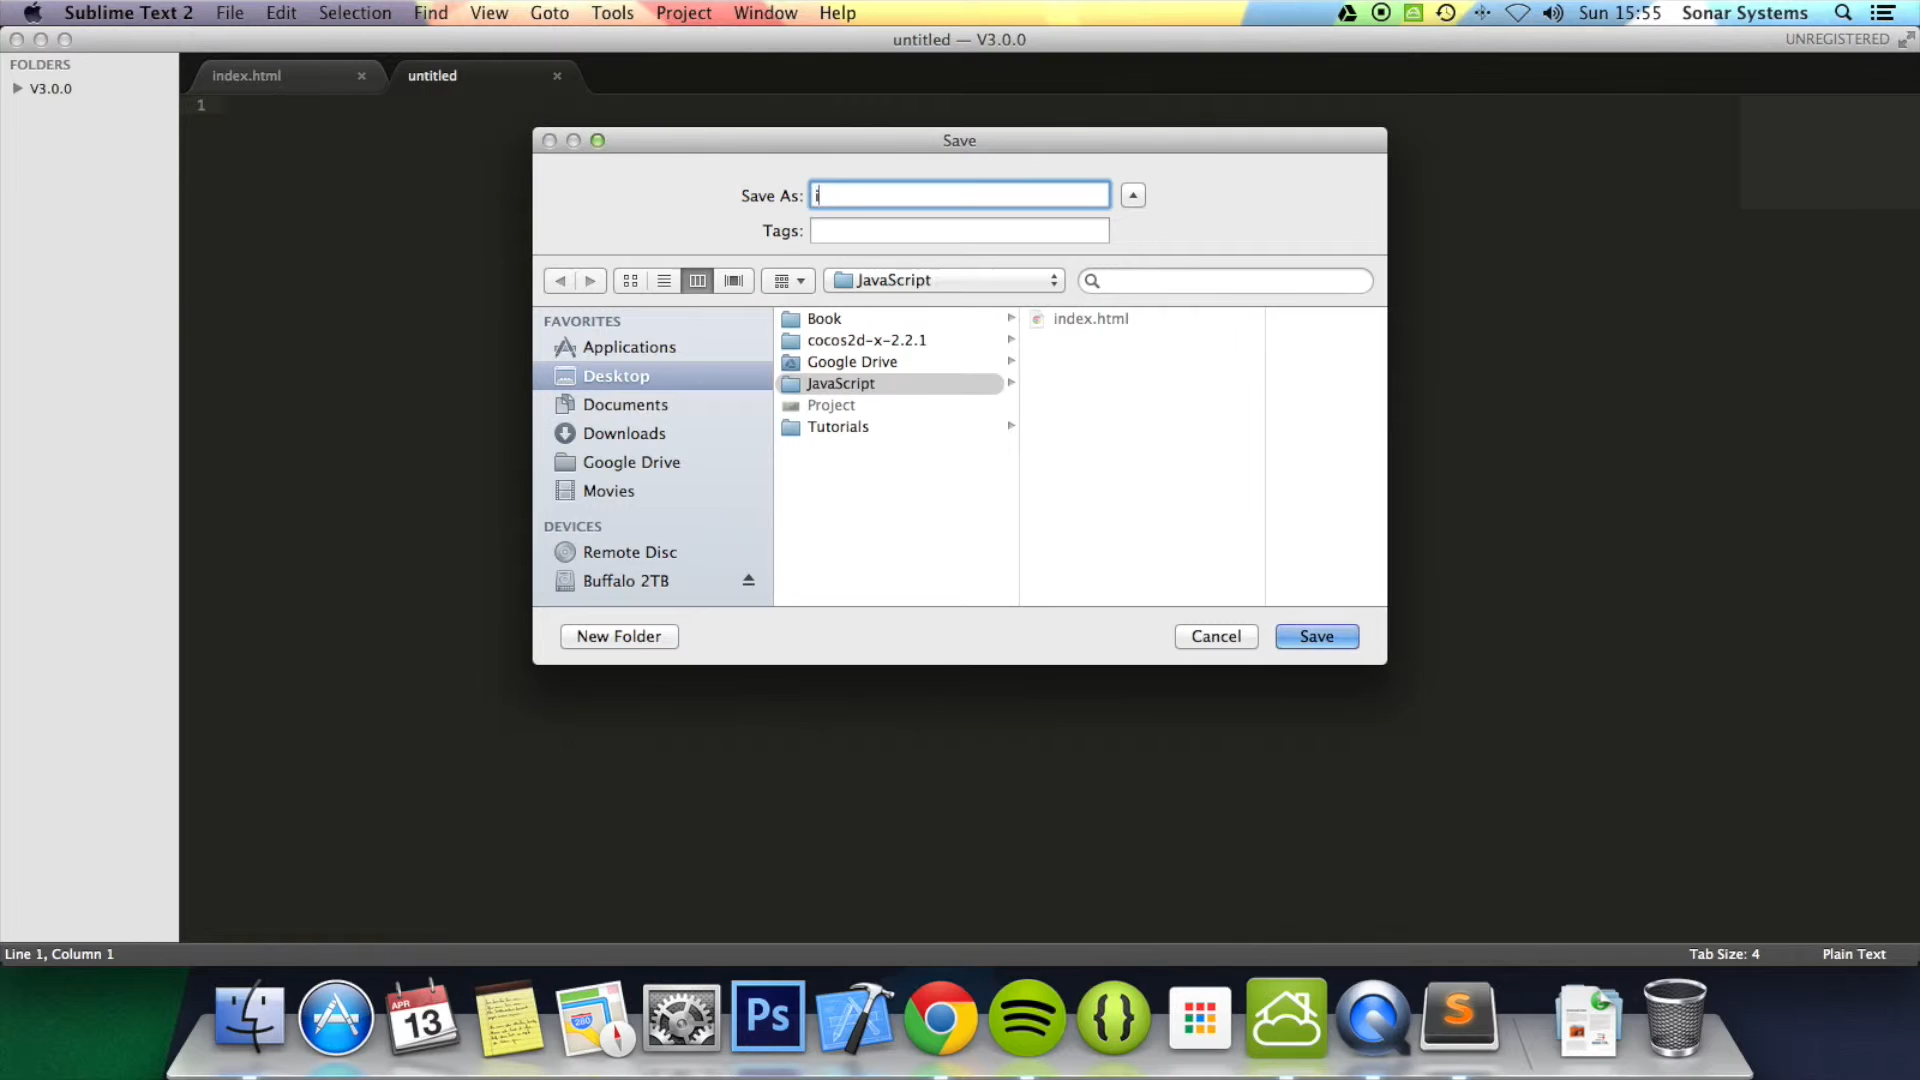 Sublime Text 2 File Edit Selection Find View Goto Tools Project Window Help Sun 15:55 Sonar Systems
untitled — V3.0.0 UNREGISTERED
FOLDERS
V3.0.0
index.html untitled
1
Save
Save As: i
Tags:
JavaScript
FAVORITES
Applications
Desktop
Documents
Downloads
Google Drive
Movies
DEVICES
Remote Disc
Buffalo 2TB
Book
cocos2d-x-2.2.1
Google Drive
JavaScript
Project
Tutorials
index.html
New Folder Cancel Save
Line 1, Column 1 Tab Size: 4 Plain Text
APR
13
280
Ps
S